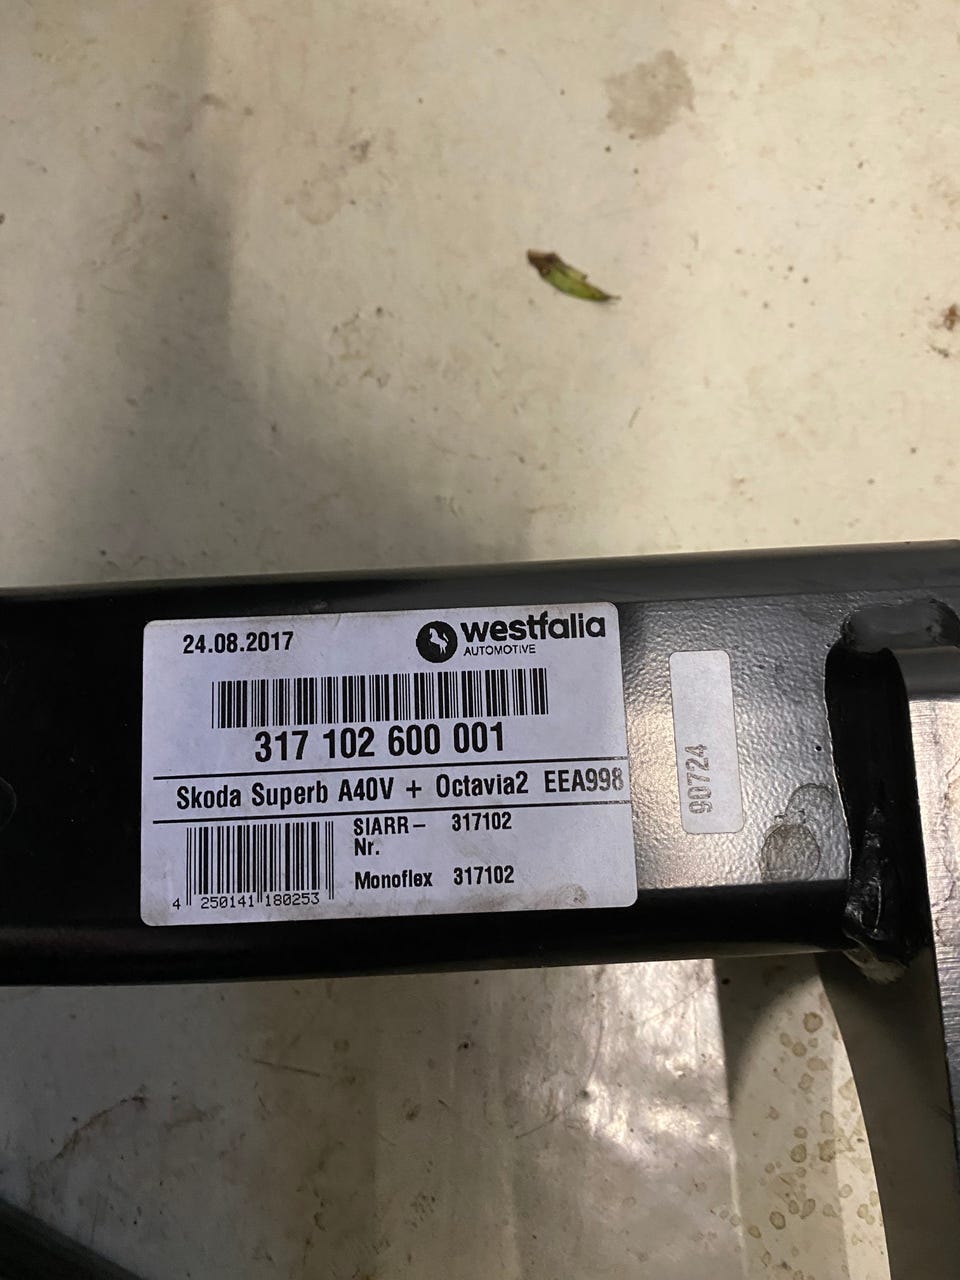 24.08.2017
westfalia
AUTOMOTIVE
317 102 600 001
Skoda Superb A40V + Octavia2 EEA998
SIARR- 317102
Nr.
Monoflex 317102
4 250141 180253
90724